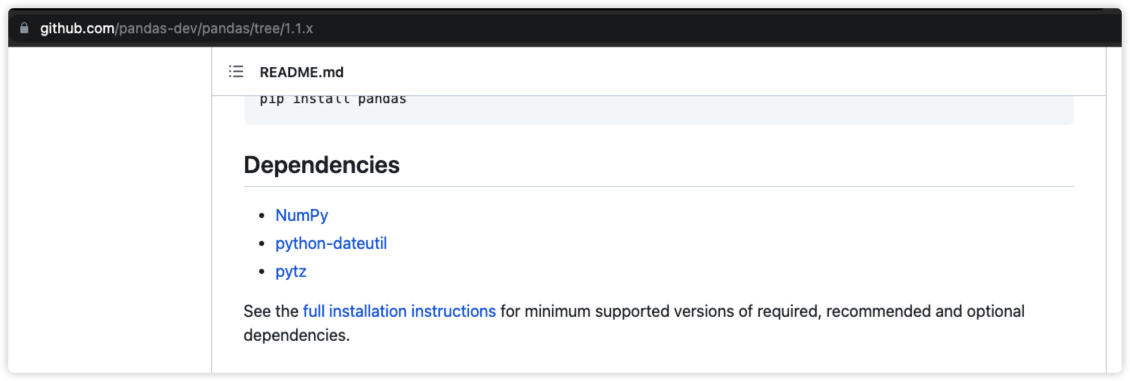 github.com/pandas-dev/pandas/tree/1.1.x
README.md
pip install pandas
Dependencies
NumPy
python-dateutil
pytz
See the full installation instructions for minimum supported versions of required, recommended and optional
dependencies.